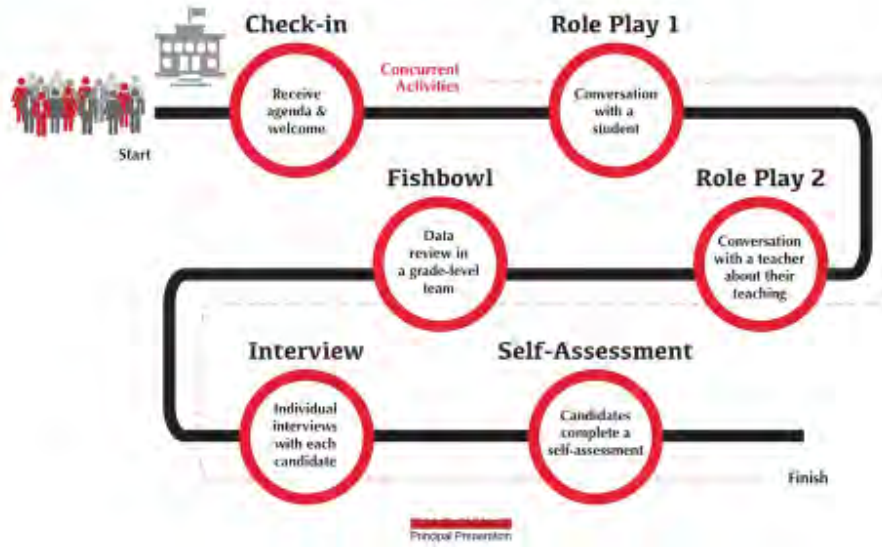 Check-in
Role Play 1
Concurrent
Activities
Receive
agenda &
welcome
Conversation
with a
student
Start
Fishbowl
Role Play 2
Data
review in
a grade-level
team
Conversation
with a teacher
about their
teaching
Interview
Self-Assessment
Individual
interviews
with each
candidate
Candidates
complete a
self-assessment
Finish
Principal